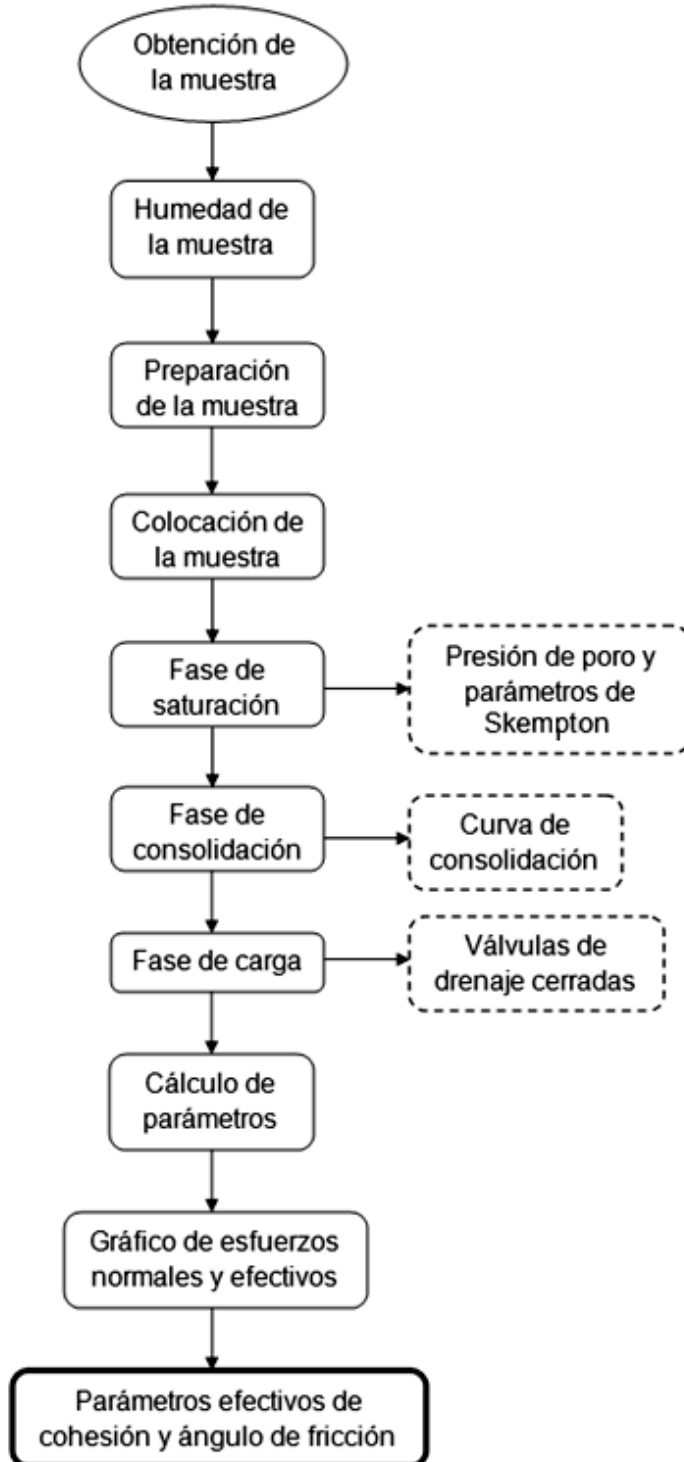 Obtención de
la muestra
Humedad de
la muestra
Preparación
de la muestra
Colocación de
la muestra
Fase de
saturación
Presión de poro y
parámetros de
Skempton
Fase de
consolidación
Curva de
consolidación
Fase de carga
Válvulas de
drenaje cerradas
Cálculo de
parámetros
Gráfico de esfuerzos
normales y efectivos
Parámetros efectivos de
cohesión y ángulo de fricción